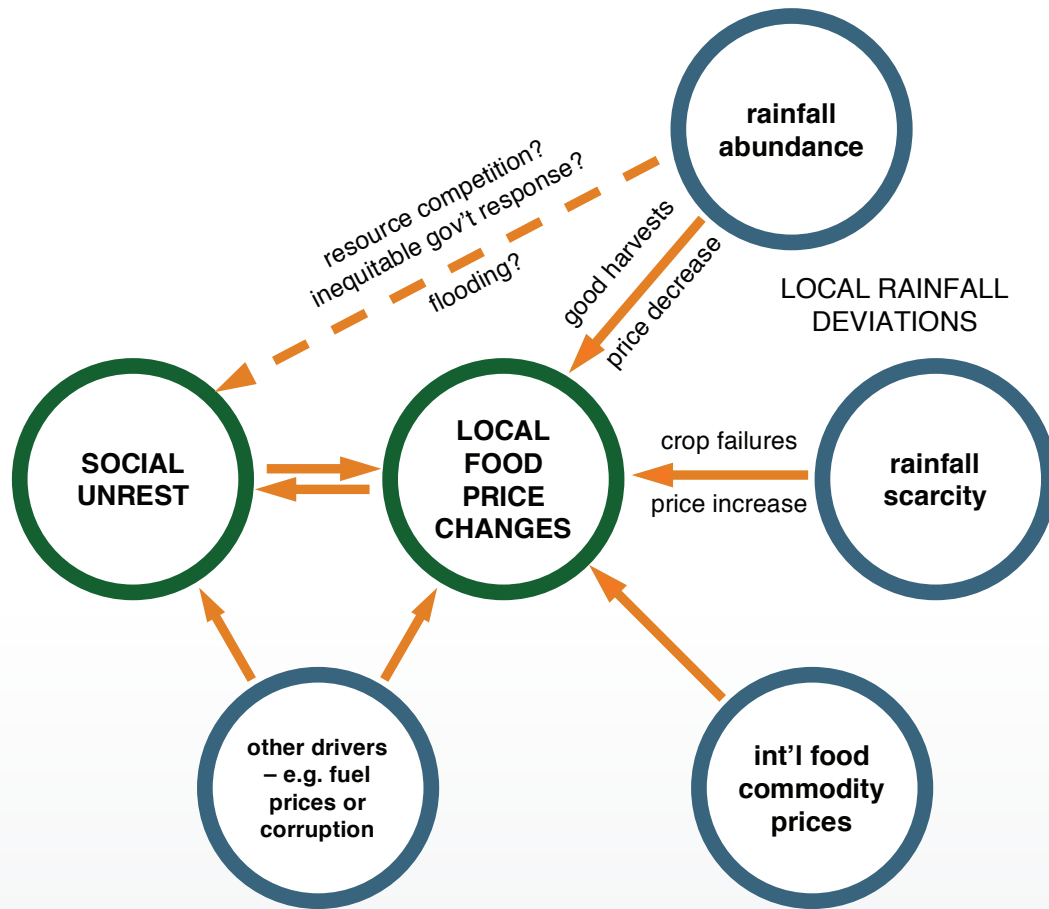 rainfall
abundance
resource competition?
inequitable gov’t response?
flooding?
good harvests
price decrease
LOCAL RAINFALL
DEVIATIONS
SOCIAL
UNREST
LOCAL
FOOD
PRICE
CHANGES
crop failures
price increase
rainfall
scarcity
other drivers
– e.g. fuel
prices or
corruption
int’l food
commodity
prices